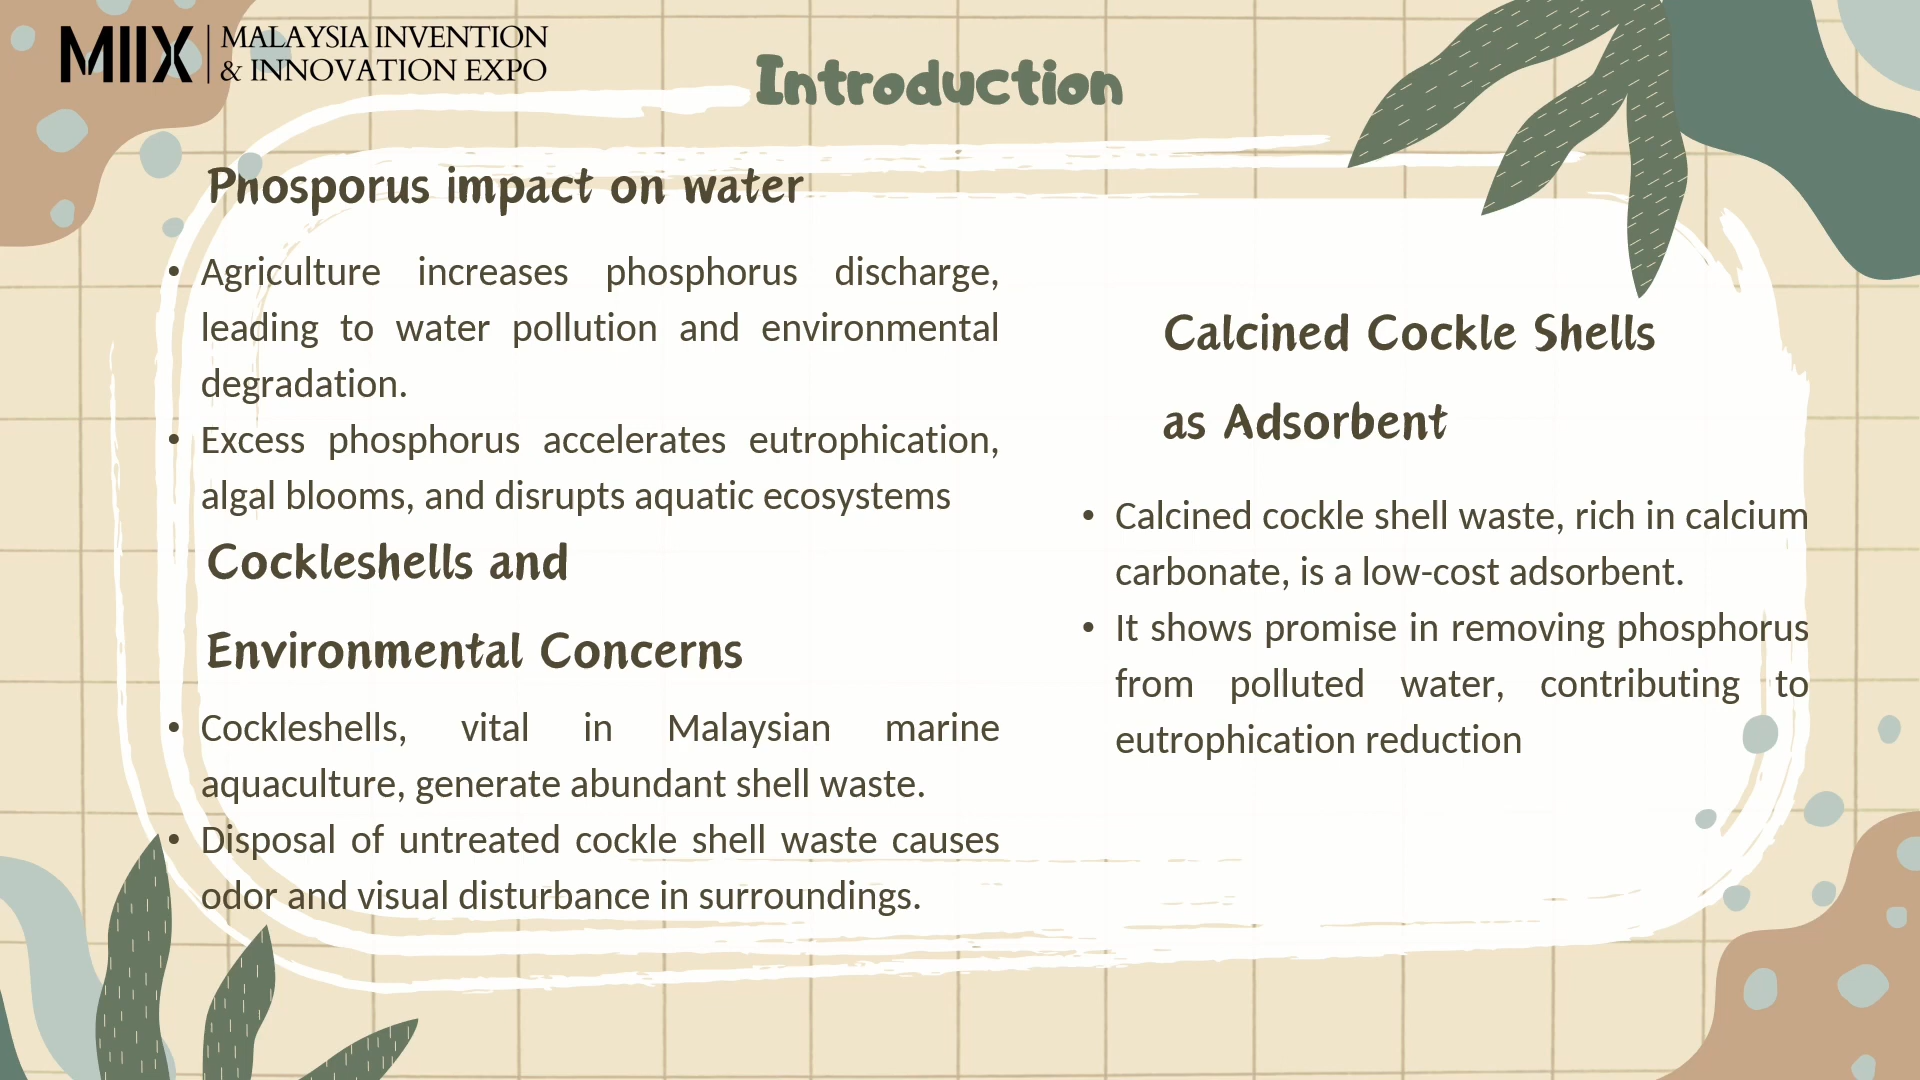 MIIX
MALAYSIA INVENTION
& INNOVATION EXPO
Introduction
Phosporus impact on water
• Agriculture increases phosphorus discharge,
leading to water pollution and environmental
degradation.
• Excess phosphorus accelerates eutrophication,
algal blooms, and disrupts aquatic ecosystems
Cockleshells and
Environmental Concerns
• Cockleshells, vital in Malaysian marine
aquaculture, generate abundant shell waste.
• Disposal of untreated cockle shell waste causes
odor and visual disturbance in surroundings.
Calcined Cockle Shells
as Adsorbent
• Calcined cockle shell waste, rich in calcium
carbonate, is a low-cost adsorbent.
• It shows promise in removing phosphorus
from polluted water, contributing to
eutrophication reduction